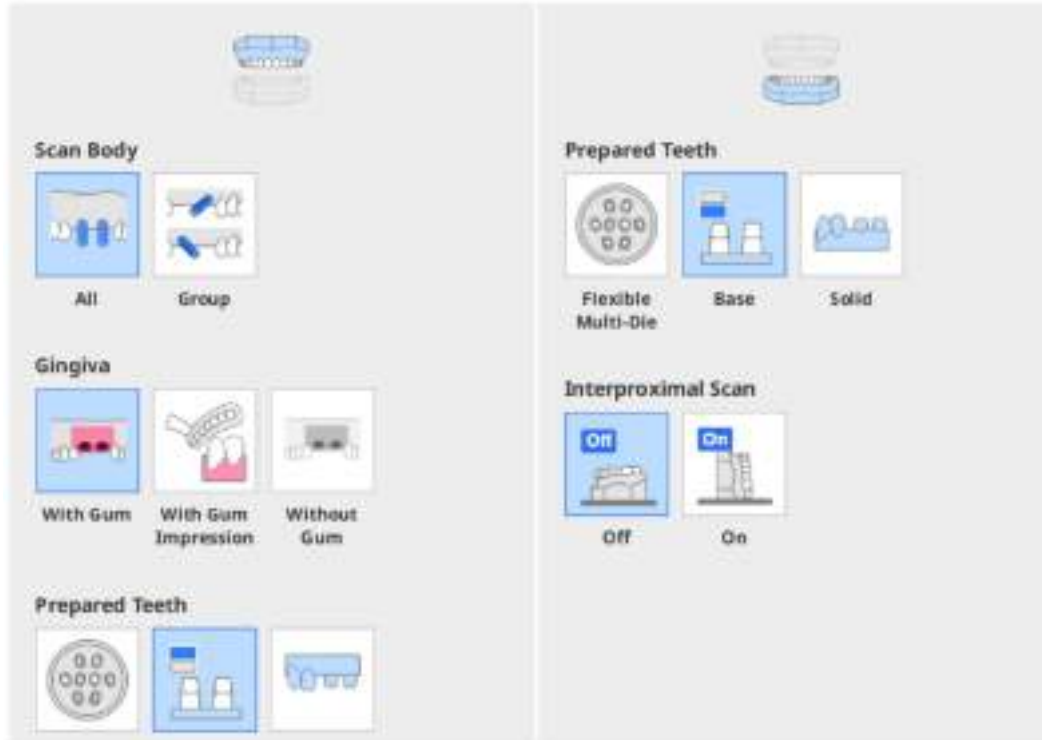 Scan Body
All
Group
Gingiva
With Gum
With Gum
Impression
Without
Gum
Prepared Teeth
Prepared Teeth
Flexible
Multi-Die
Base
Solid
Interproximal Scan
Off
On
Off
On